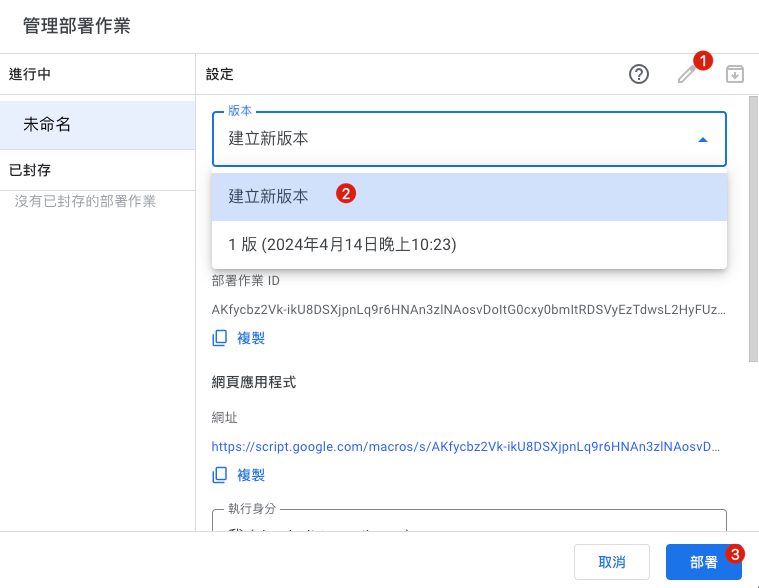 管理部署作業
進行中
設定
1
未命名
版本
建立新版本
已封存
沒有已封存的部署作業
建立新版本 2
1 版 (2024年4月14日晚上10:23)
部署作業 ID
AKfycbz2Vk-ikU8DSXjpnLq9r6HNAn3zlNAosvDoItG0cxy0bmItRDSVyEzTdwsL2HyFUz...
複製
網頁應用程式
網址
https://script.google.com/macros/s/AKfycbz2Vk-ikU8DSXjpnLq9r6HNAn3zlNAosvD...
複製
執行身分
取消
部署 3